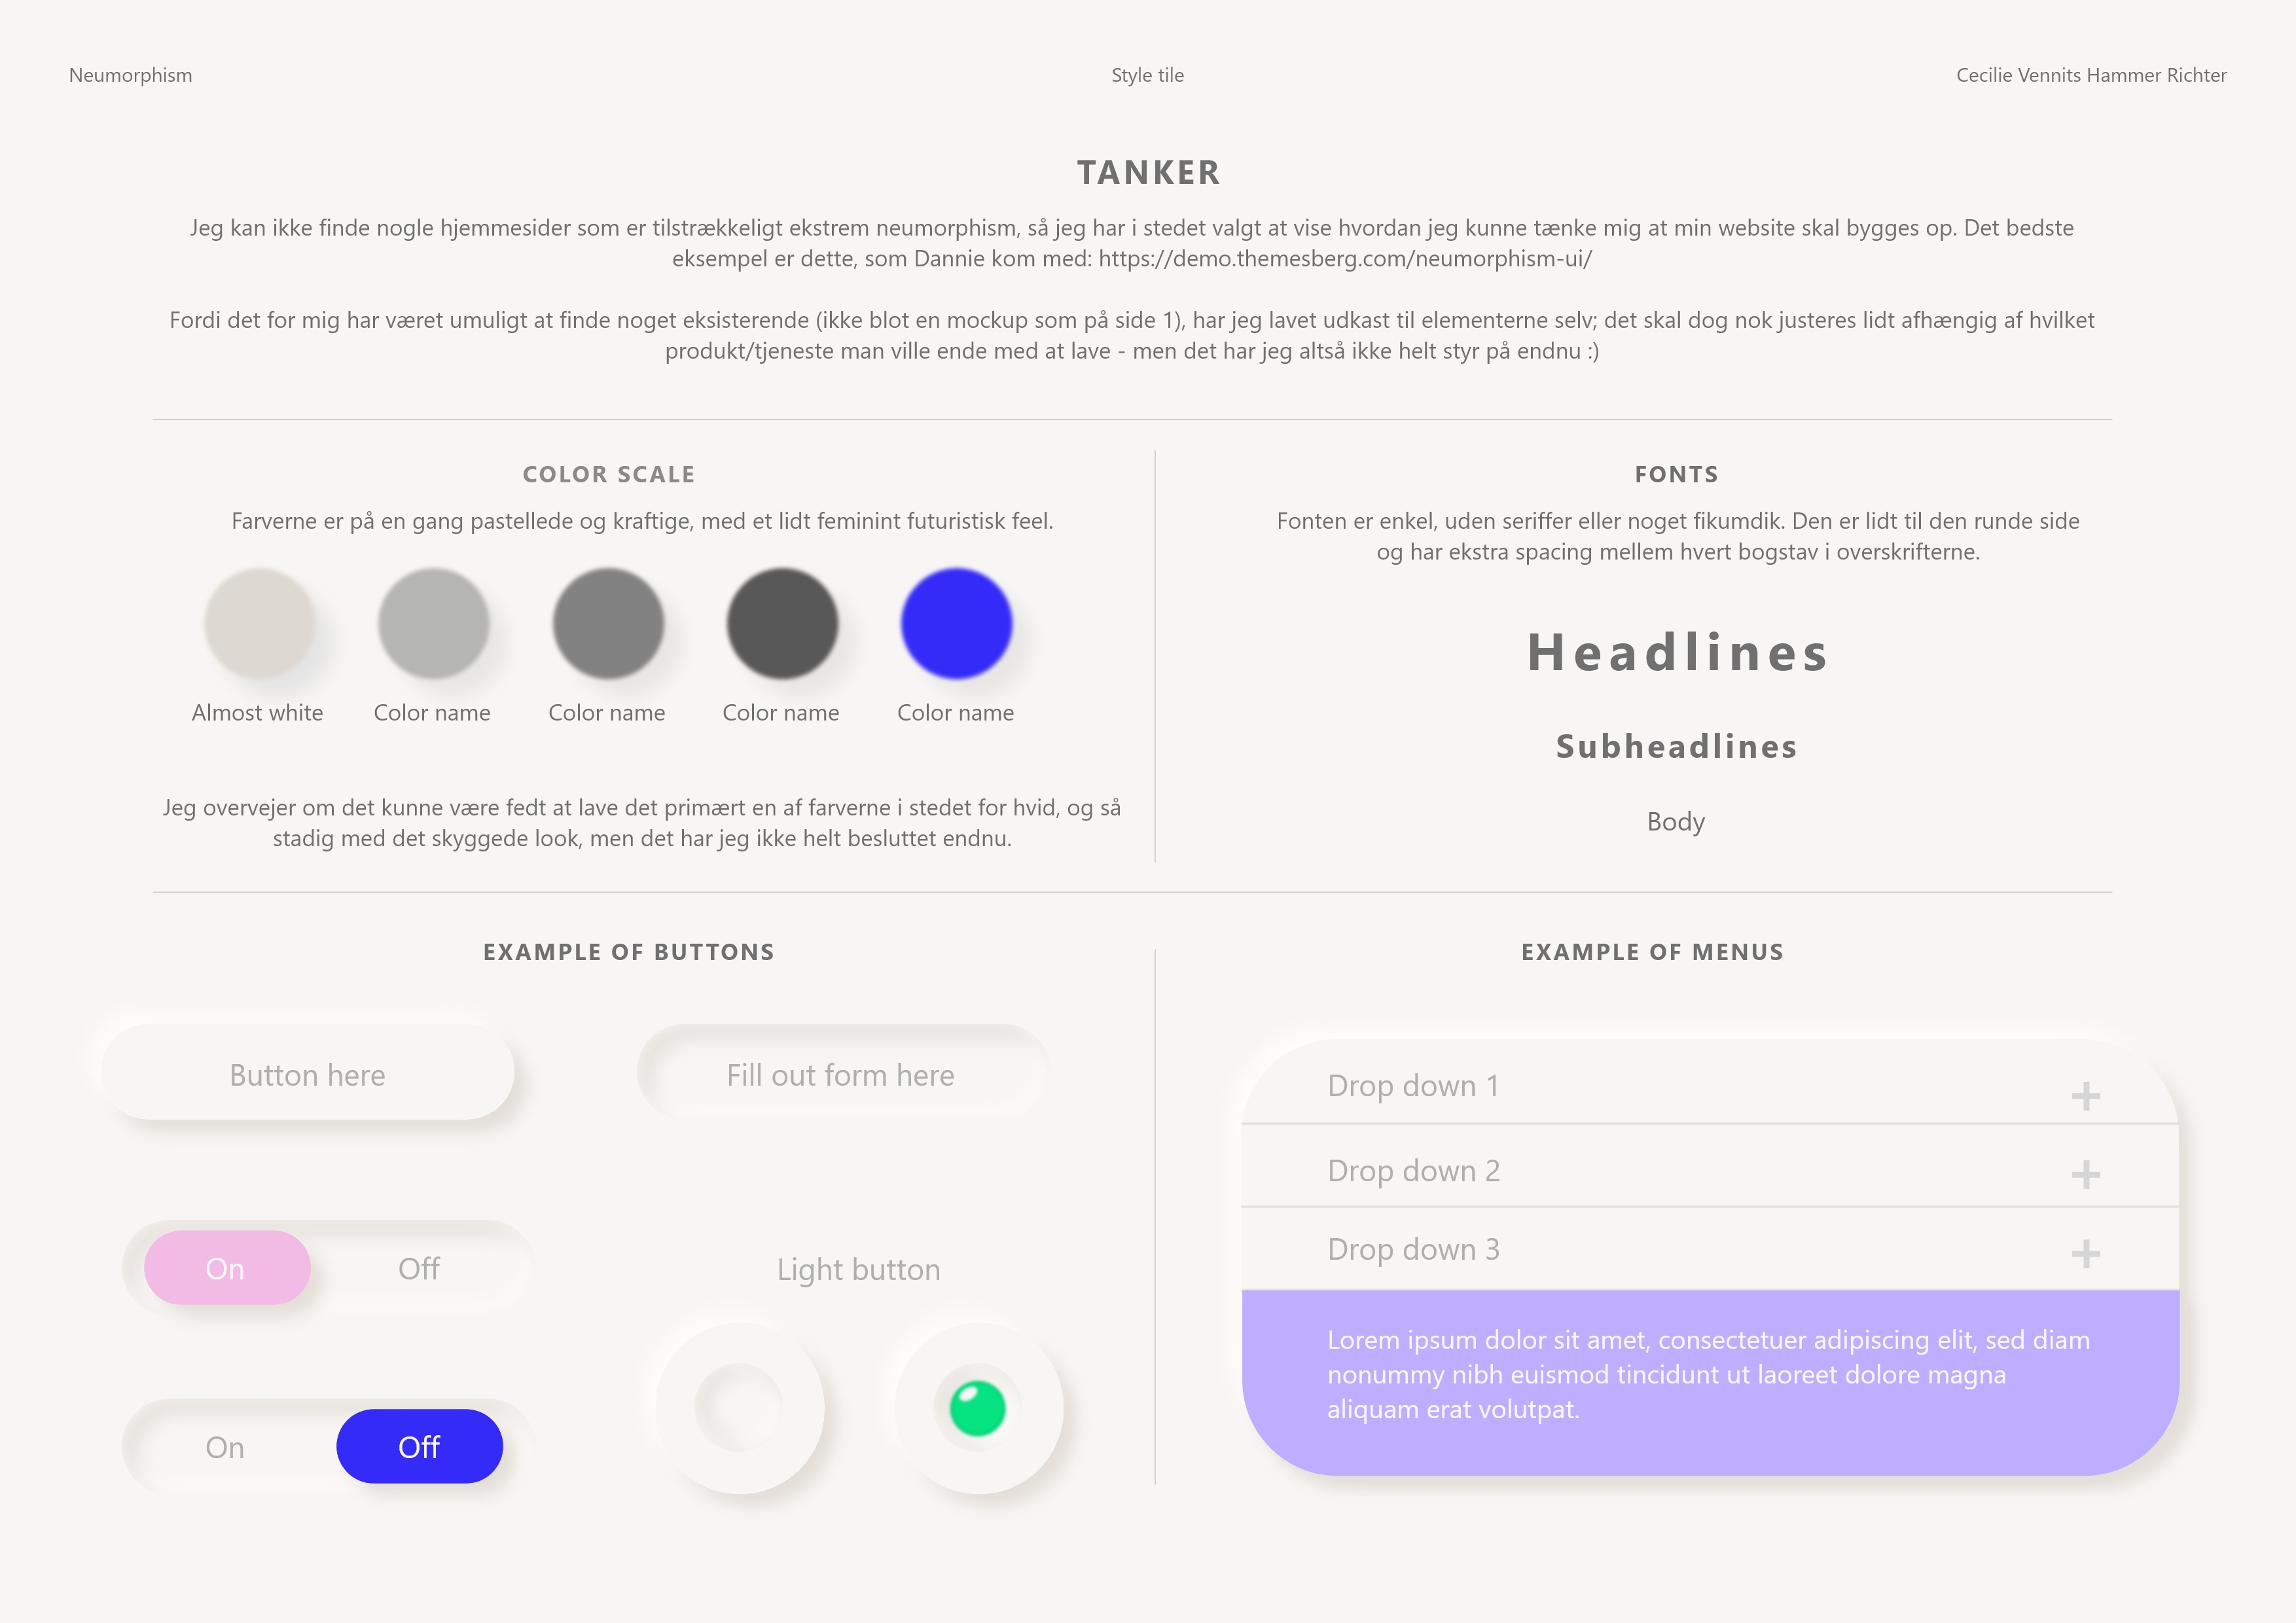 Neumorphism
Style tile
Cecilie Vennits Hammer Richter
TANKER
Jeg kan ikke finde nogle hjemmesider som er tilstrækkeligt ekstrem neumorphism, så jeg har i stedet valgt at vise hvordan jeg kunne tænke mig at min website skal bygges op. Det bedste
eksempel er dette, som Dannie kom med: https://demo.themesberg.com/neumorphism-ui/
Fordi det for mig har været umuligt at finde noget eksisterende (ikke blot en mockup som på side 1), har jeg lavet udkast til elementerne selv; det skal dog nok justeres lidt afhængig af hvilket
produkt/tjeneste man ville ende med at lave - men det har jeg altså ikke helt styr på endnu :)
COLOR SCALE
Farverne er på en gang pastellede og kraftige, med et lidt feminint futuristisk feel.
Almost white
Color name
Color name
Color name
Color name
Jeg overvejer om det kunne være fedt at lave det primært en af farverne i stedet for hvid, og så
stadig med det skyggede look, men det har jeg ikke helt besluttet endnu.
FONTS
Fonten er enkel, uden seriffer eller noget fikumdik. Den er lidt til den runde side
og har ekstra spacing mellem hvert bogstav i overskrifterne.
Headlines
Subheadlines
Body
EXAMPLE OF BUTTONS
Button here
Fill out form here
On
Off
Light button
On
Off
EXAMPLE OF MENUS
Drop down 1
Drop down 2
Drop down 3
Lorem ipsum dolor sit amet, consectetuer adipiscing elit, sed diam
nonummy nibh euismod tincidunt ut laoreet dolore magna
aliquam erat volutpat.